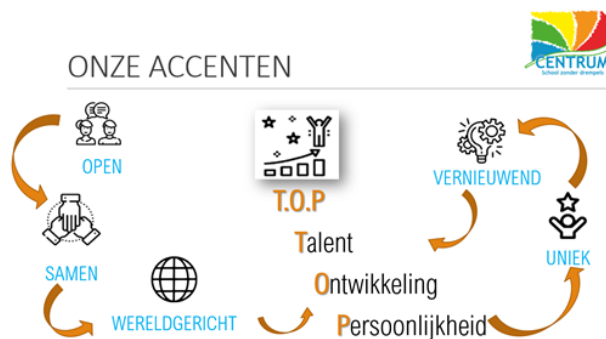 ONZE ACCENTEN
CENTRUM
School zonder drempels
OPEN
SAMEN
WERELDGERICHT
T.O.P
Talent
Ontwikkeling
Persoonlijkheid
VERNIEUWEND
UNIEK